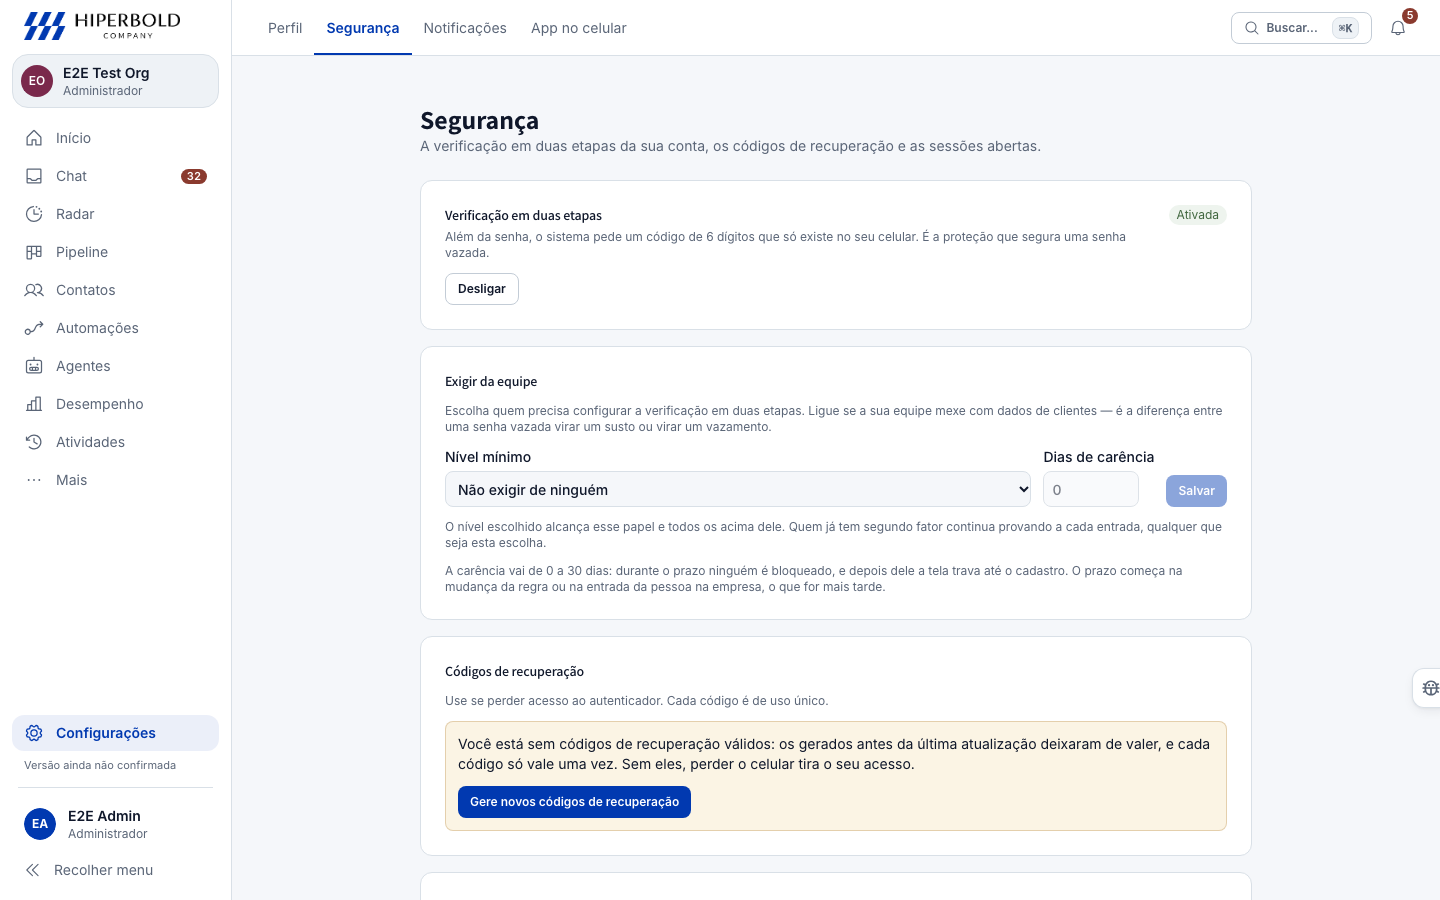 HIPERBOLD
COMPANY
EO
E2E Test Org
Administrador
Início
Chat
32
Radar
Pipeline
Contatos
Automações
Agentes
Desempenho
Atividades
Mais
Configurações
Versão ainda não confirmada
EA
E2E Admin
Administrador
Recolher menu
Perfil
Segurança
Notificações
App no celular
Buscar...
⌘K
5
Segurança
A verificação em duas etapas da sua conta, os códigos de recuperação e as sessões abertas.
Verificação em duas etapas
Ativada
Além da senha, o sistema pede um código de 6 dígitos que só existe no seu celular. É a proteção que segura uma senha
vazada.
Desligar
Exigir da equipe
Escolha quem precisa configurar a verificação em duas etapas. Ligue se a sua equipe mexe com dados de clientes — é a diferença entre
uma senha vazada virar um susto ou virar um vazamento.
Nível mínimo
Dias de carência
Não exigir de ninguém
0
Salvar
O nível escolhido alcança esse papel e todos os acima dele. Quem já tem segundo fator continua provando a cada entrada, qualquer que
seja esta escolha.
A carência vai de 0 a 30 dias: durante o prazo ninguém é bloqueado, e depois dele a tela trava até o cadastro. O prazo começa na
mudança da regra ou na entrada da pessoa na empresa, o que for mais tarde.
Códigos de recuperação
Use se perder acesso ao autenticador. Cada código é de uso único.
Você está sem códigos de recuperação válidos: os gerados antes da última atualização deixaram de valer, e cada
código só vale uma vez. Sem eles, perder o celular tira o seu acesso.
Gere novos códigos de recuperação